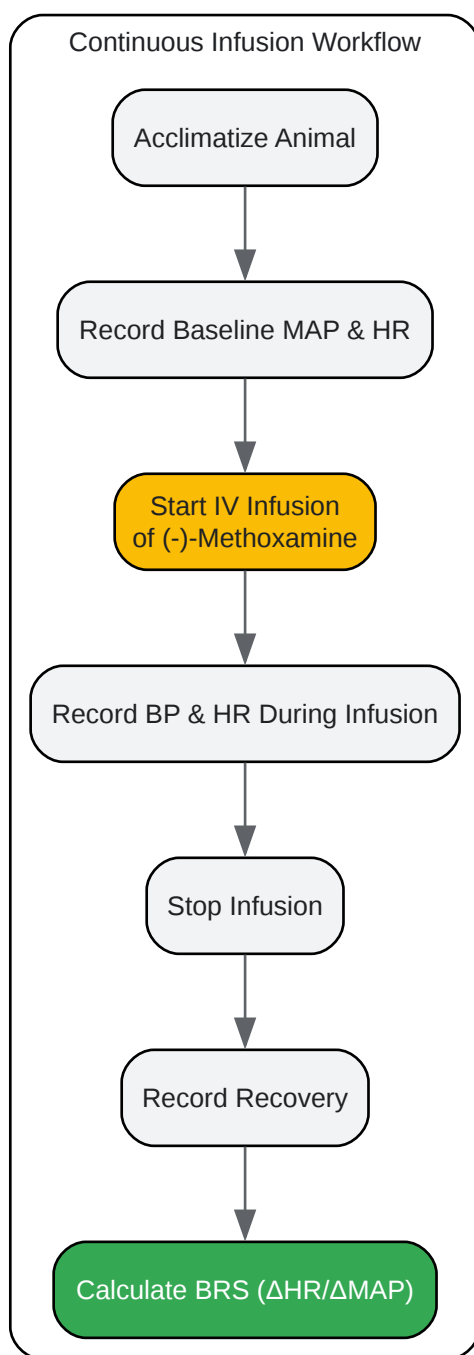 Continuous Infusion Workflow
Acclimatize Animal
Record Baseline MAP & HR
Start IV Infusion
of (-)-Methoxamine
Record BP & HR During Infusion
Stop Infusion
Record Recovery
Calculate BRS (ΔHR/ΔMAP)